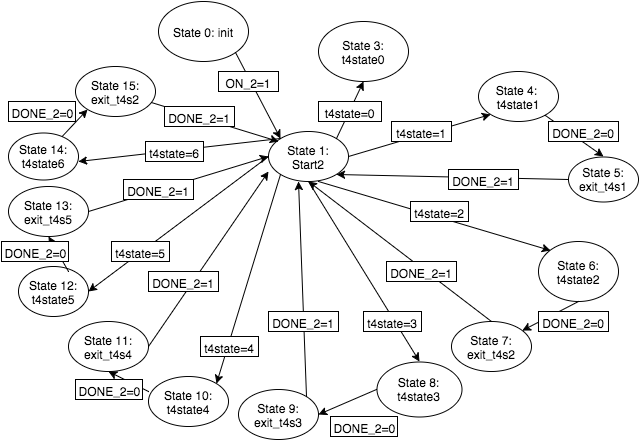 State 0: init
State 3:
t4state0
State 15:
exit_t4s2
ON_2=1
State 4:
t4state1
DONE_2=0
DONE_2=1
t4state=0
t4state=1
DONE_2=0
State 14:
t4state6
t4state=6
State 1:
Start2
DONE_2=1
State 5:
exit_t4s1
State 13:
exit_t4s5
DONE_2=1
t4state=2
DONE_2=0
t4state=5
State 12:
t4state5
DONE_2=1
DONE_2=1
State 6:
t4state2
t4state=3
DONE_2=1
DONE_2=0
State 11:
exit_t4s4
t4state=4
State 7:
exit_t4s2
DONE_2=0
State 10:
t4state4
State 8:
t4state3
State 9:
exit_t4s3
DONE_2=0